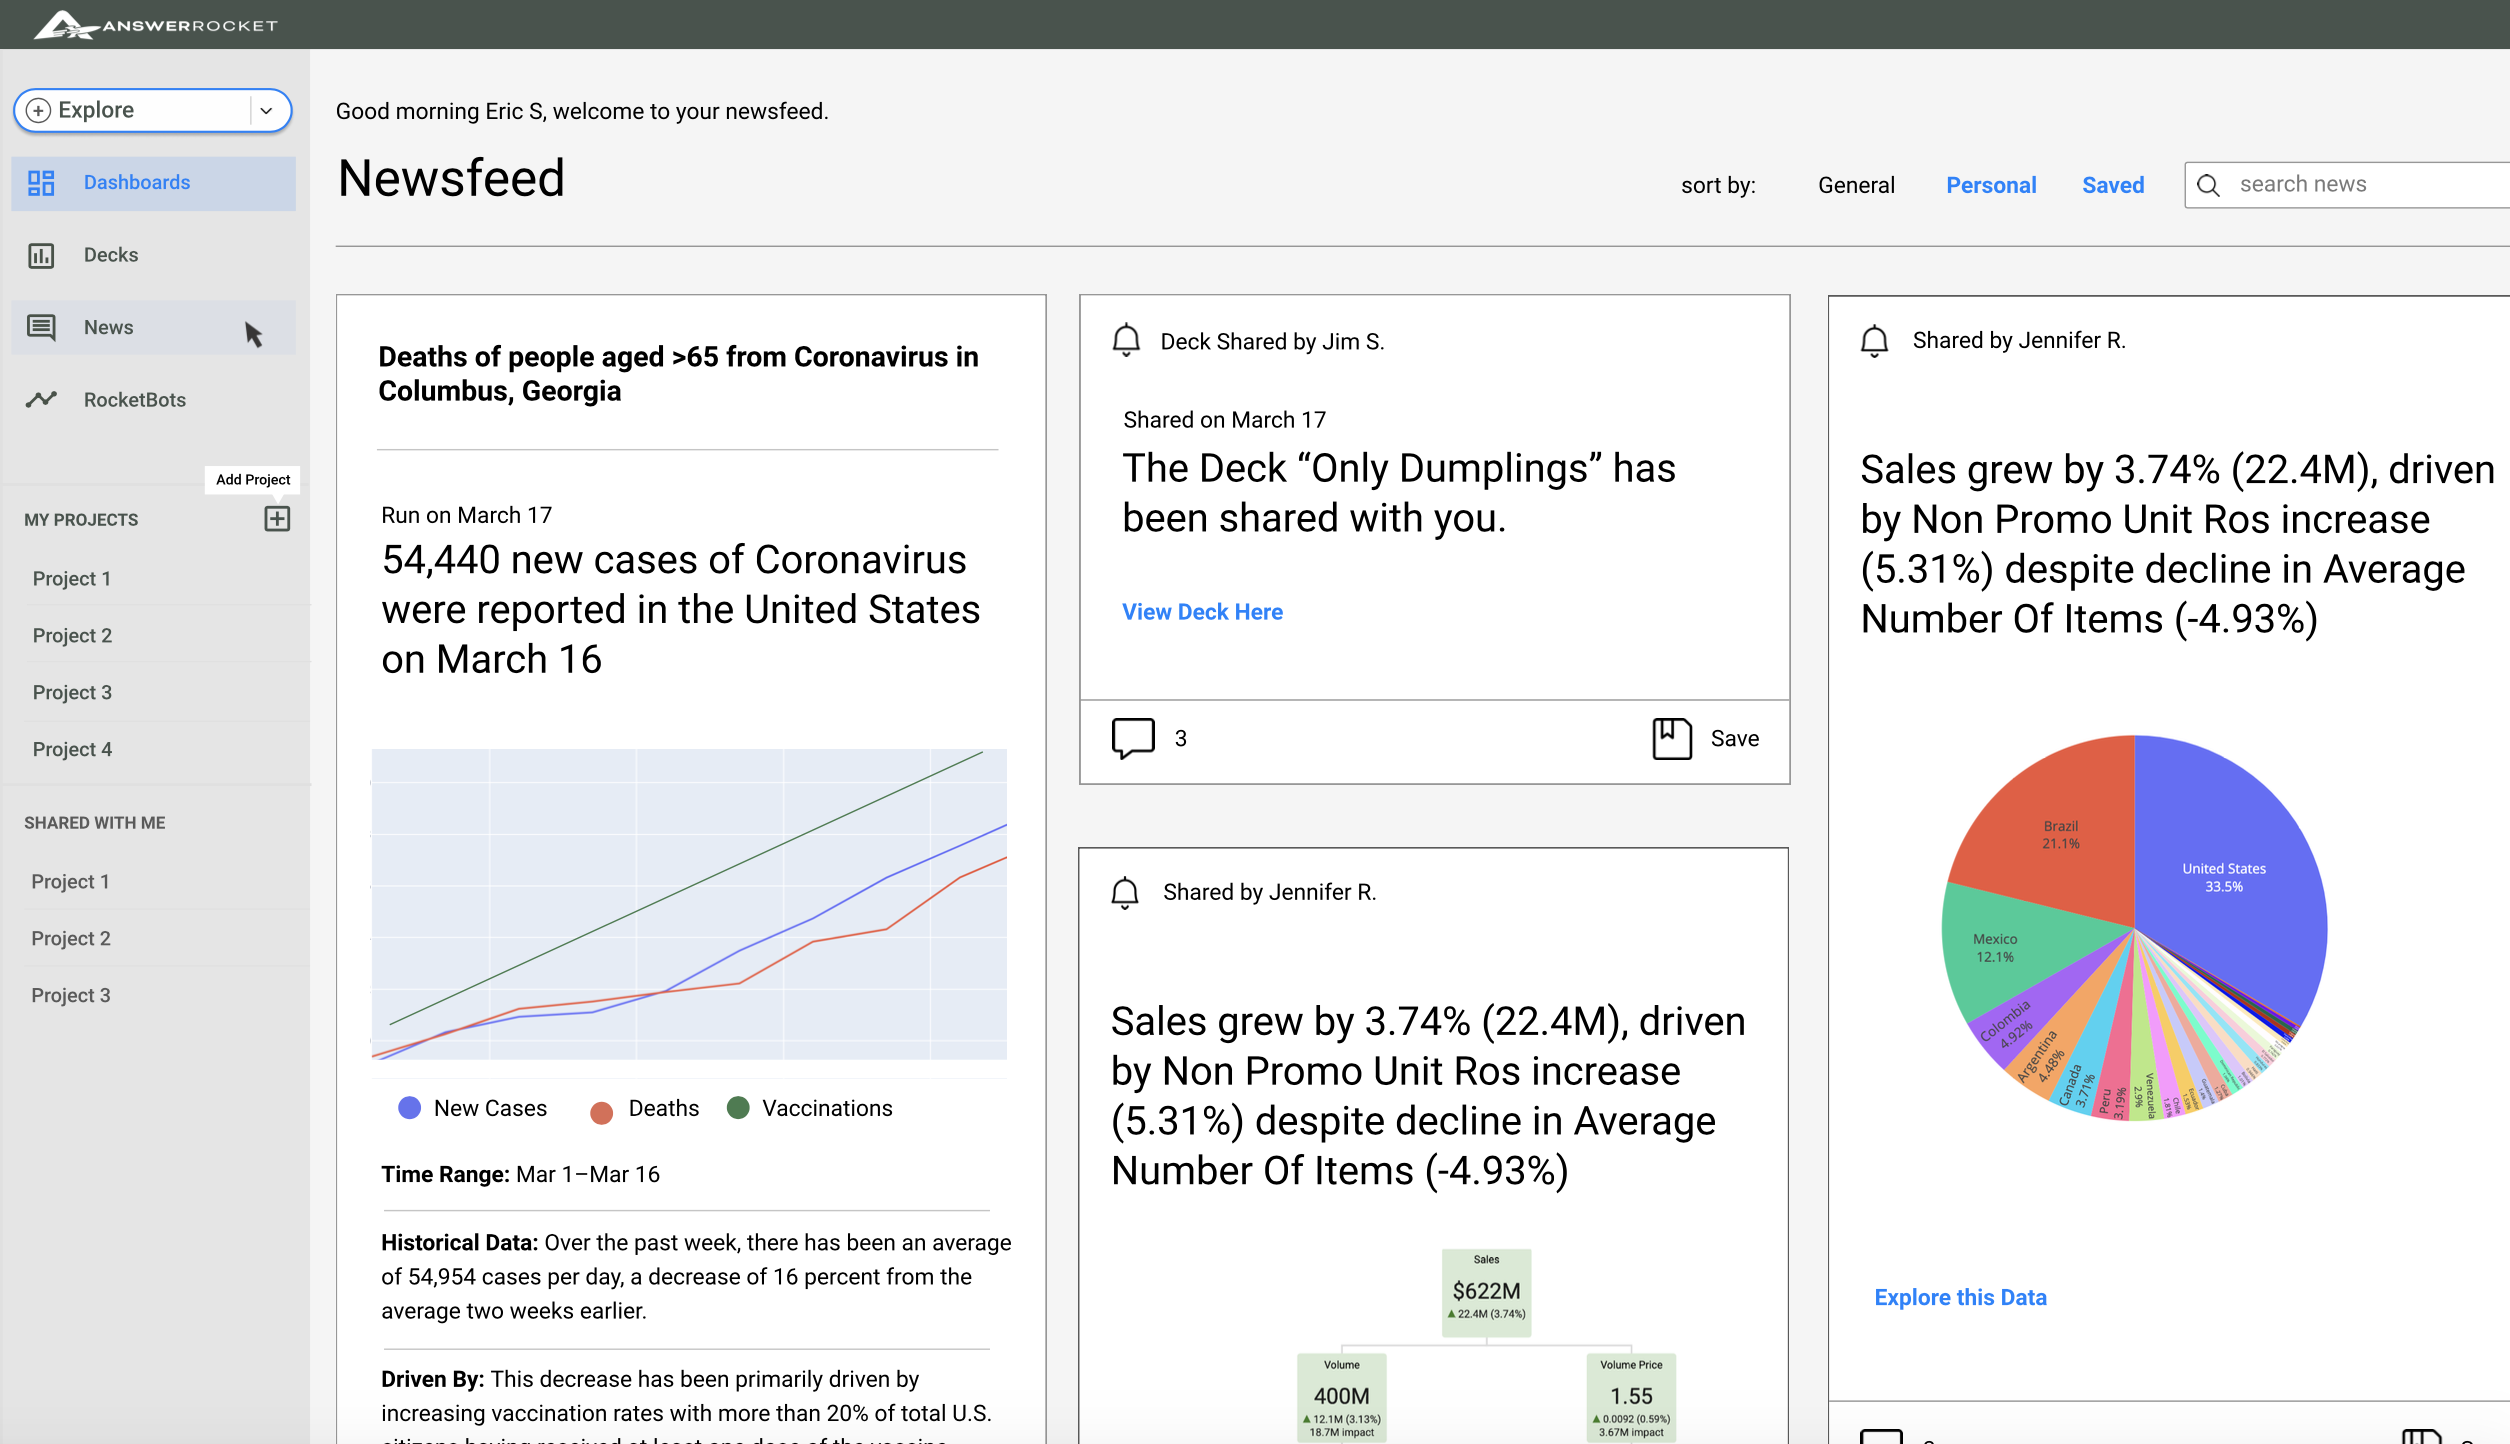 ANSWERROCKET
Explore
Dashboards
Decks
News
RocketBots
Add Project
MY PROJECTS
Project 1
Project 2
Project 3
Project 4
SHARED WITH ME
Project 1
Project 2
Project 3
Good morning Eric S, welcome to your newsfeed.
Newsfeed
sort by:
General
Personal
Saved
search news
Deaths of people aged >65 from Coronavirus in
Columbus, Georgia
Run on March 17
54,440 new cases of Coronavirus
were reported in the United States
on March 16
New Cases
Deaths
Vaccinations
Time Range: Mar 1–Mar 16
Historical Data: Over the past week, there has been an average
of 54,954 cases per day, a decrease of 16 percent from the
average two weeks earlier.
Driven By: This decrease has been primarily driven by
increasing vaccination rates with more than 20% of total U.S.
Deck Shared by Jim S.
Shared on March 17
The Deck “Only Dumplings” has
been shared with you.
View Deck Here
3
Save
Shared by Jennifer R.
Sales grew by 3.74% (22.4M), driven
by Non Promo Unit Ros increase
(5.31%) despite decline in Average
Number Of Items (-4.93%)
Sales
$622M
▲ 22.4M (3.74%)
Volume
400M
▲ 12.1M (3.13%)
18.7M impact
Volume Price
1.55
▲ 0.0092 (0.59%)
3.67M impact
Shared by Jennifer R.
Sales grew by 3.74% (22.4M), driven
by Non Promo Unit Ros increase
(5.31%) despite decline in Average
Number Of Items (-4.93%)
Brazil
21.1%
United States
33.5%
Mexico
12.1%
Colombia
4.92%
Argentina
4.48%
Canada
3.71%
Peru
3.19%
Venezuela
2.9%
Chile
1.81%
Explore this Data